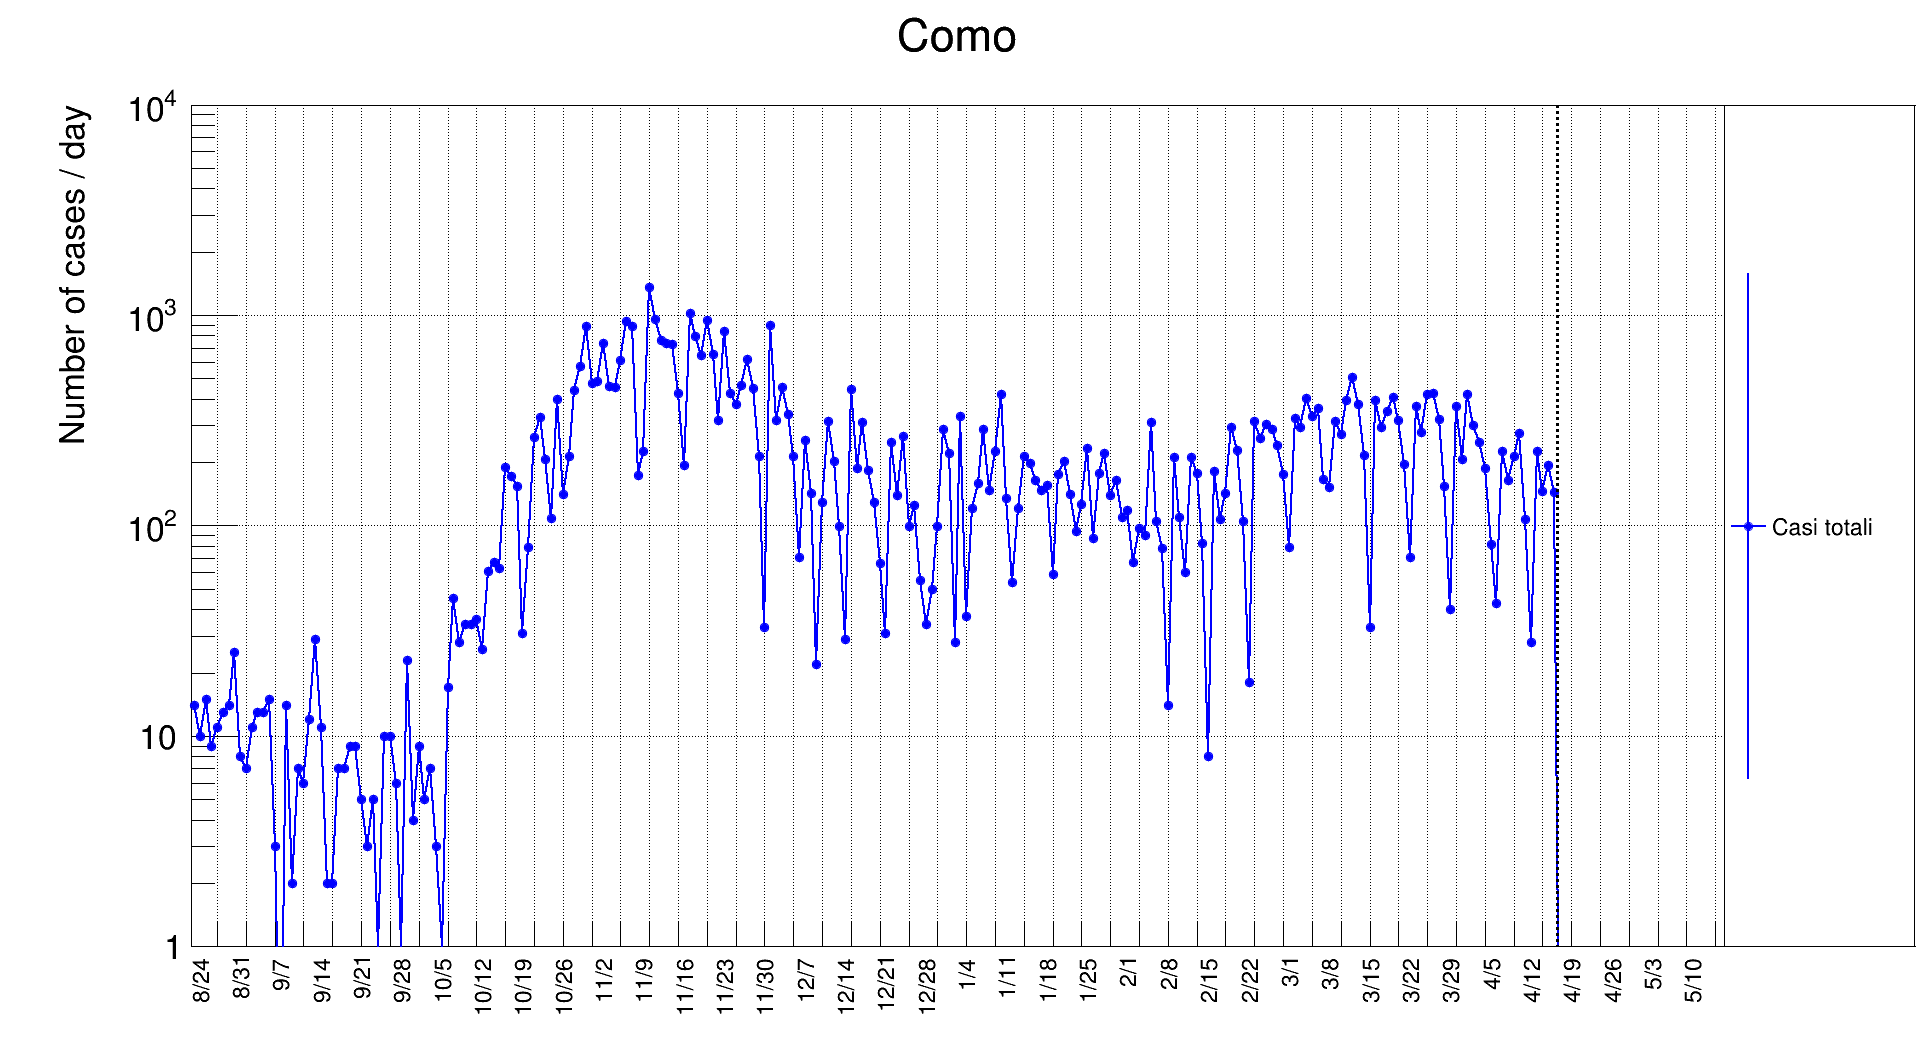 Como
Number of cases / day
10^4
10^3
10^2
10
1
8/24 8/31 9/7 9/14 9/21 9/28 10/5 10/12 10/19 10/26 11/2 11/9 11/16 11/23 11/30 12/7 12/14 12/21 12/28 1/4 1/11 1/18 1/25 2/1 2/8 2/15 2/22 3/1 3/8 3/15 3/22 3/29 4/5 4/12 4/19 4/26 5/3 5/10
Casi totali